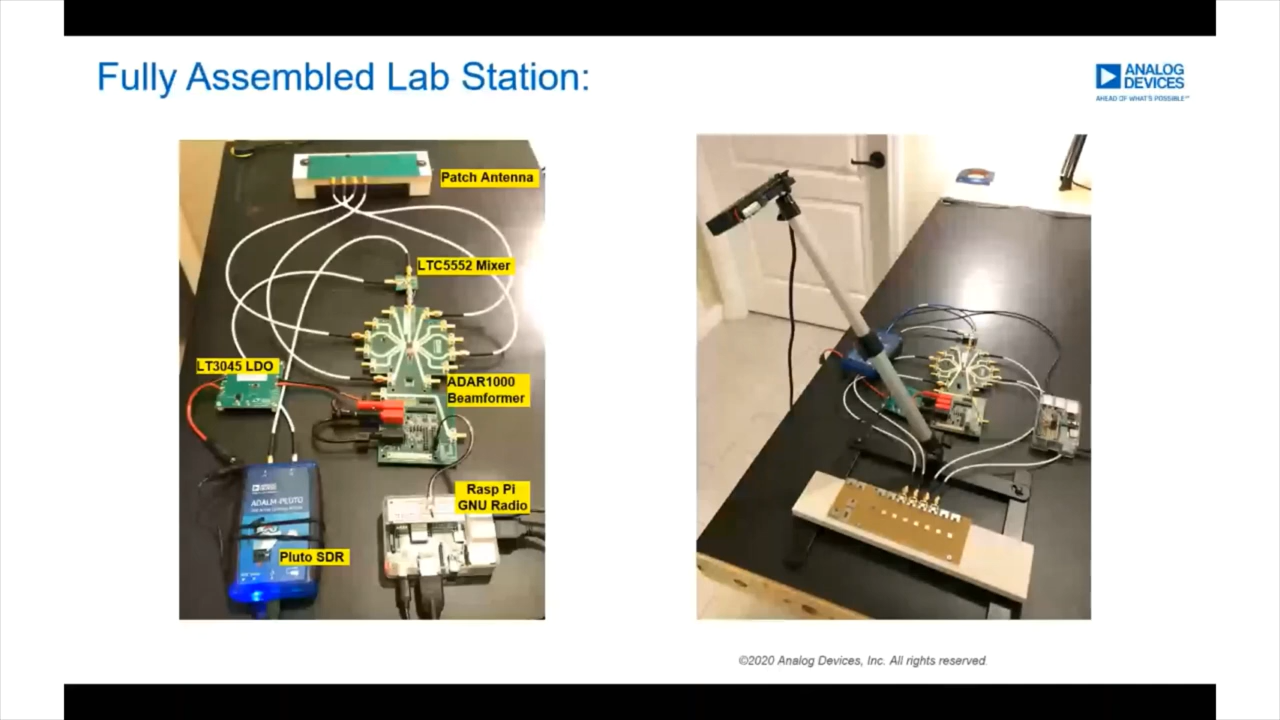 Fully Assembled Lab Station:
ANALOG
DEVICES
AHEAD OF WHAT'S POSSIBLE™
Patch Antenna
LTC5552 Mixer
LT3045 LDO
ADAR1000
Beamformer
Rasp Pi
GNU Radio
ADALM-PLUTO
Pluto SDR
©2020 Analog Devices, Inc. All rights reserved.